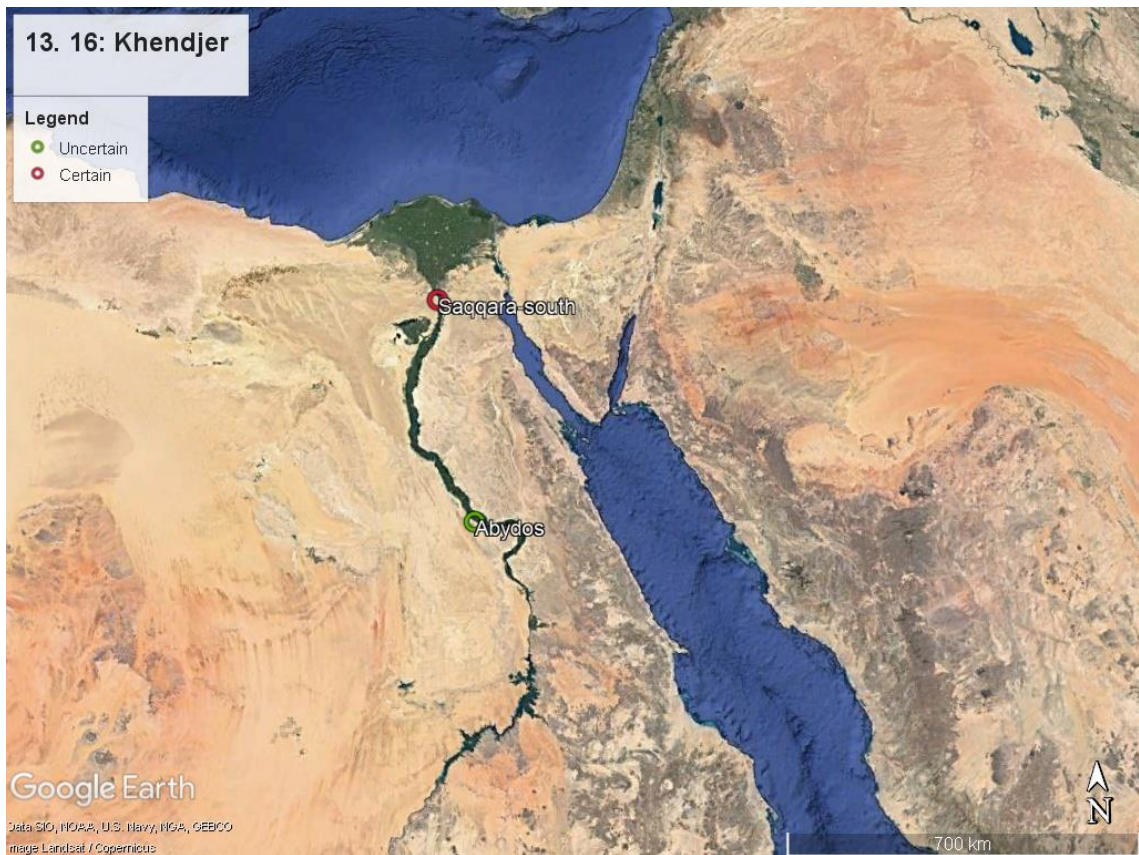 13. 16: Khendjer
Legend
Uncertain
Certain
Saqqara-south
Abydos
Google Earth
Data SIO, NOAA, U.S. Navy, NGA, GEBCO
Image Landsat / Copernicus
N
700 km